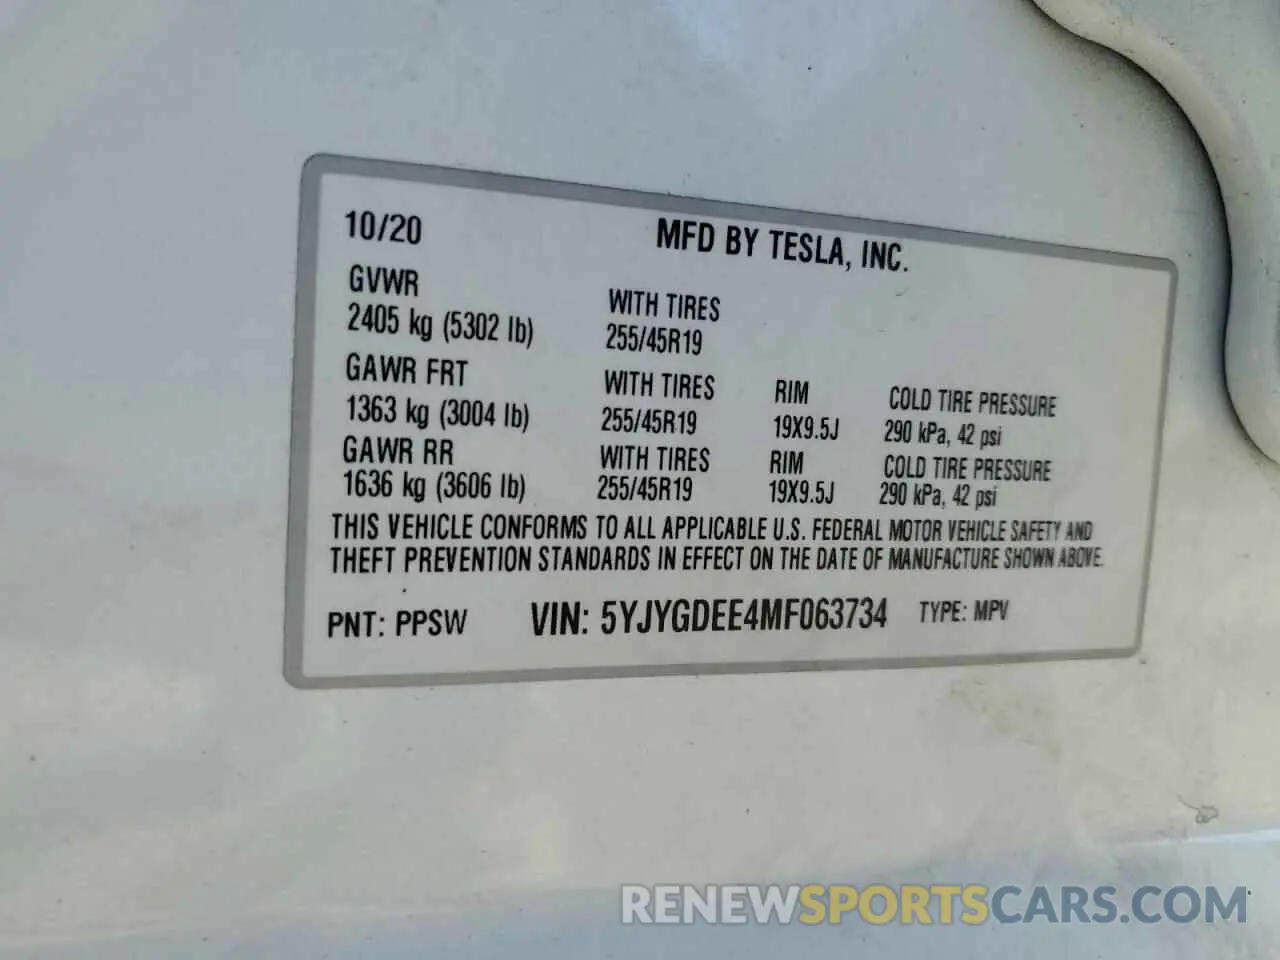 10/20 MFD BY TESLA, INC.
GVWR WITH TIRES
2405 kg (5302 lb) 255/45R19
GAWR FRT WITH TIRES RIM COLD TIRE PRESSURE
1363 kg (3004 lb) 255/45R19 19X9.5J 290 kPa, 42 psi
GAWR RR WITH TIRES RIM COLD TIRE PRESSURE
1636 kg (3606 lb) 255/45R19 19X9.5J 290 kPa, 42 psi
THIS VEHICLE CONFORMS TO ALL APPLICABLE U.S. FEDERAL MOTOR VEHICLE SAFETY AND
THEFT PREVENTION STANDARDS IN EFFECT ON THE DATE OF MANUFACTURE SHOWN ABOVE.
PNT: PPSW VIN: 5YJYGDEE4MF063734 TYPE: MPV
RENEWSPORTSCARS.COM